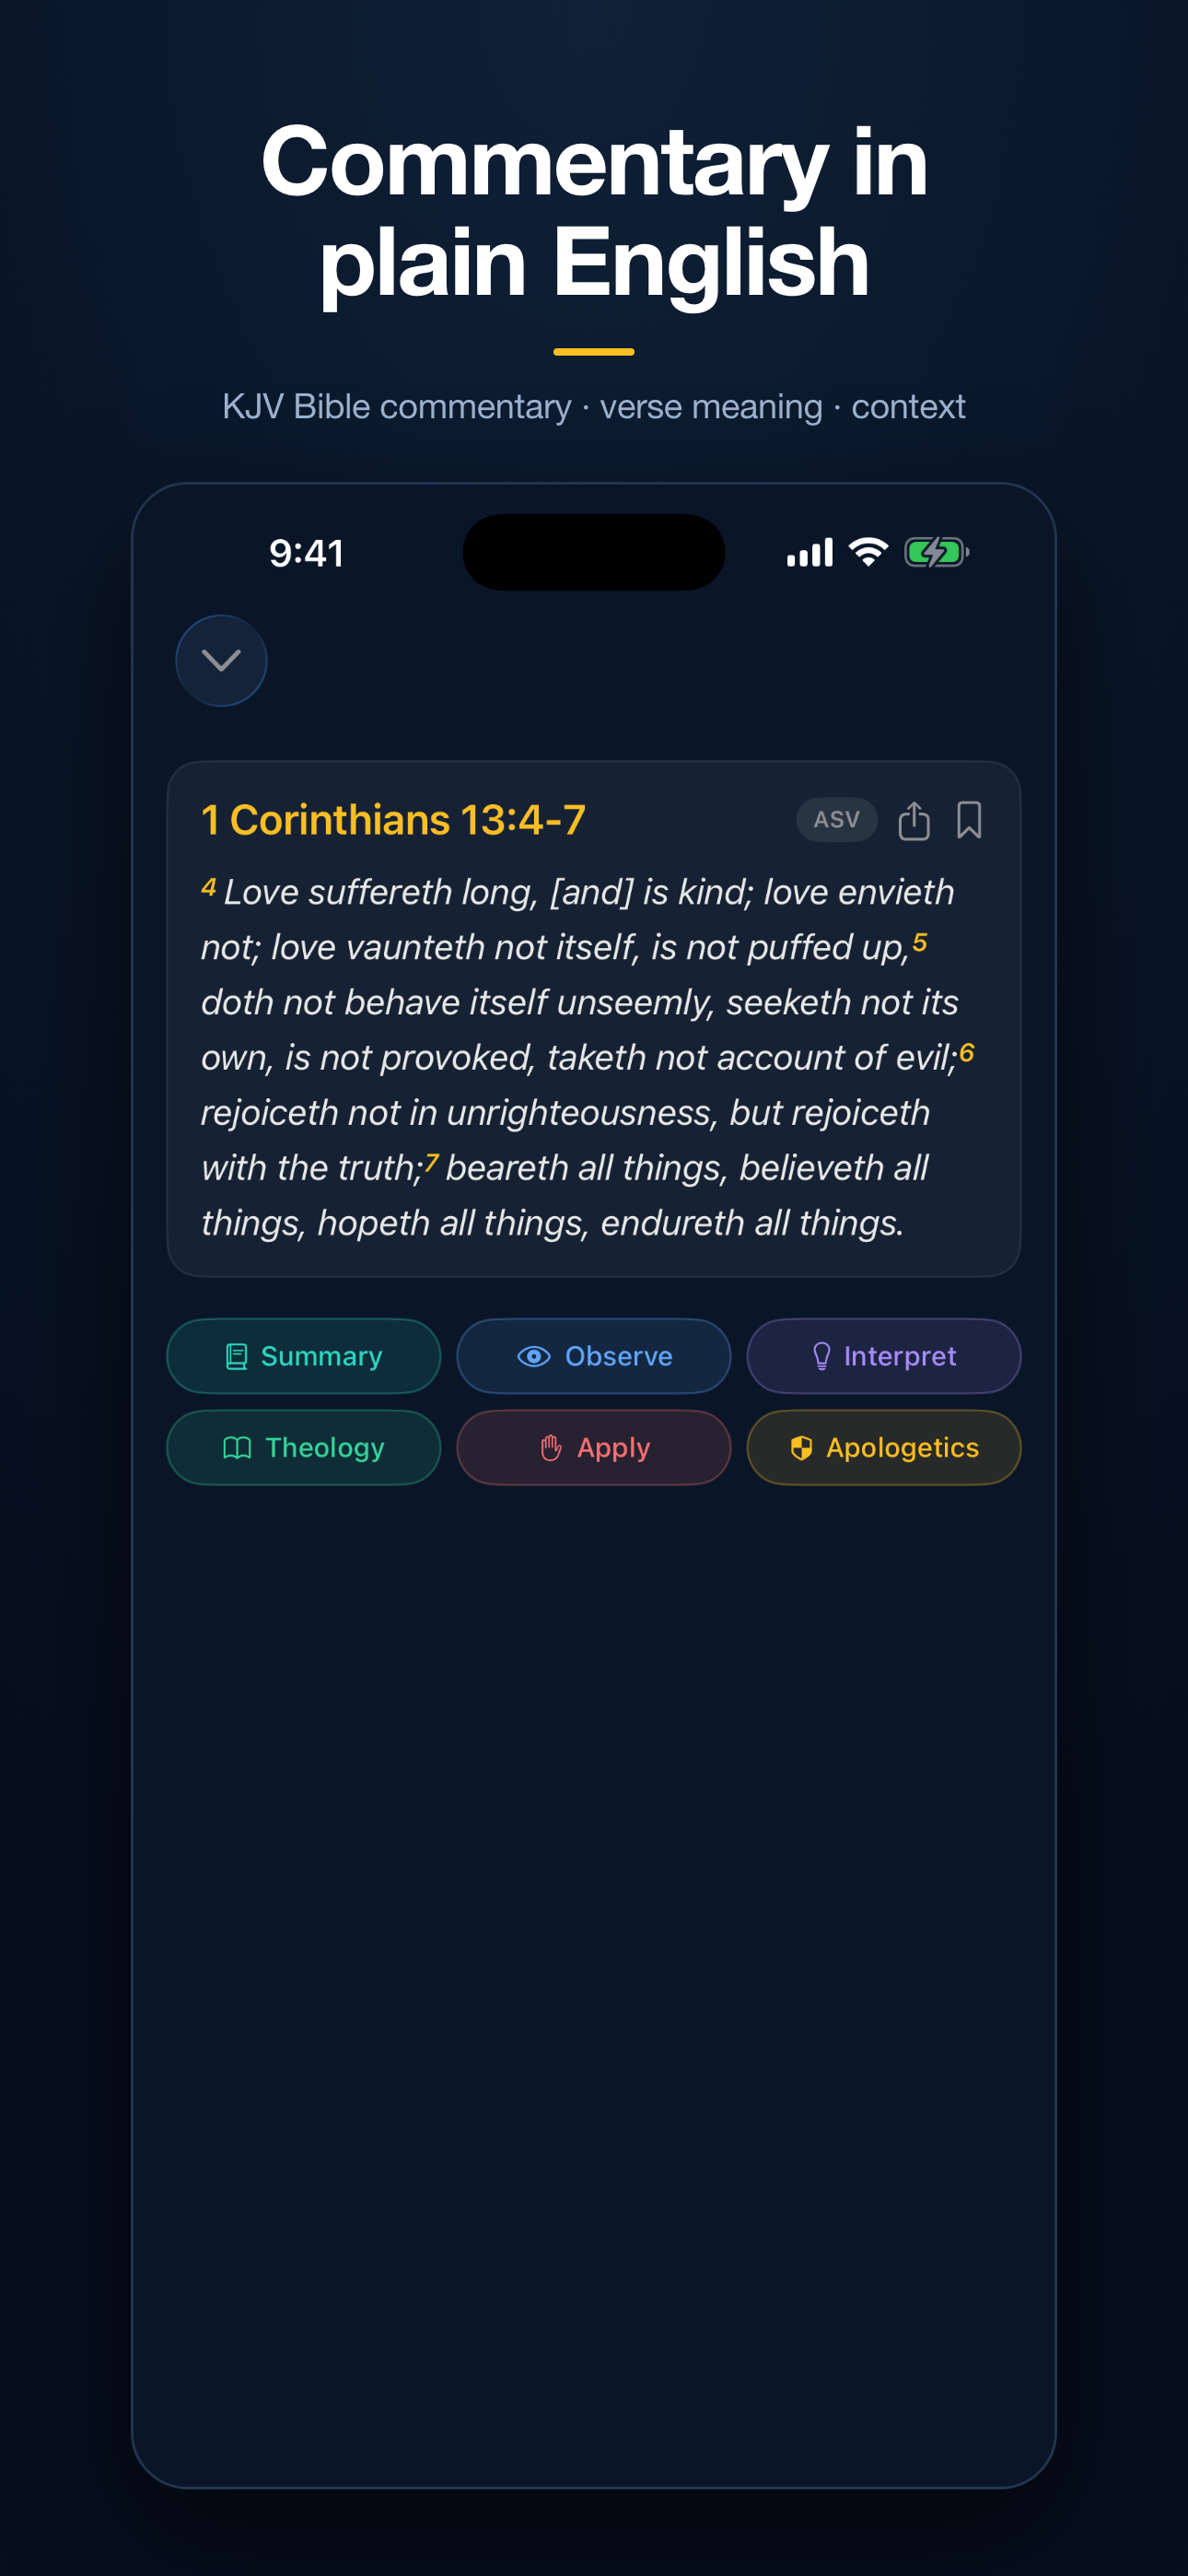 Commentary in
plain English
KJV Bible commentary · verse meaning · context
9:41
1 Corinthians 13:4-7
ASV
4 Love suffereth long, [and] is kind; love envieth
not; love vaunteth not itself, is not puffed up,5
doth not behave itself unseemly, seeketh not its
own, is not provoked, taketh not account of evil;6
rejoiceth not in unrighteousness, but rejoiceth
with the truth;7 beareth all things, believeth all
things, hopeth all things, endureth all things.
Summary
Observe
Interpret
Theology
Apply
Apologetics